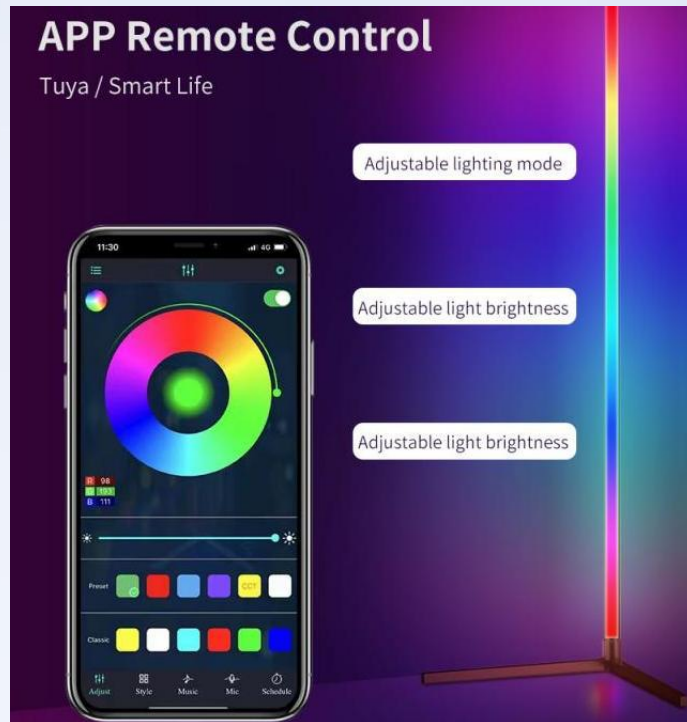 APP Remote Control
Tuya / Smart Life
Adjustable lighting mode
Adjustable light brightness
Adjustable light brightness
11:30
4G
R 98
G 193
B 111
Preset
CCT
Classic
Adjust Style Music Mic Schedule